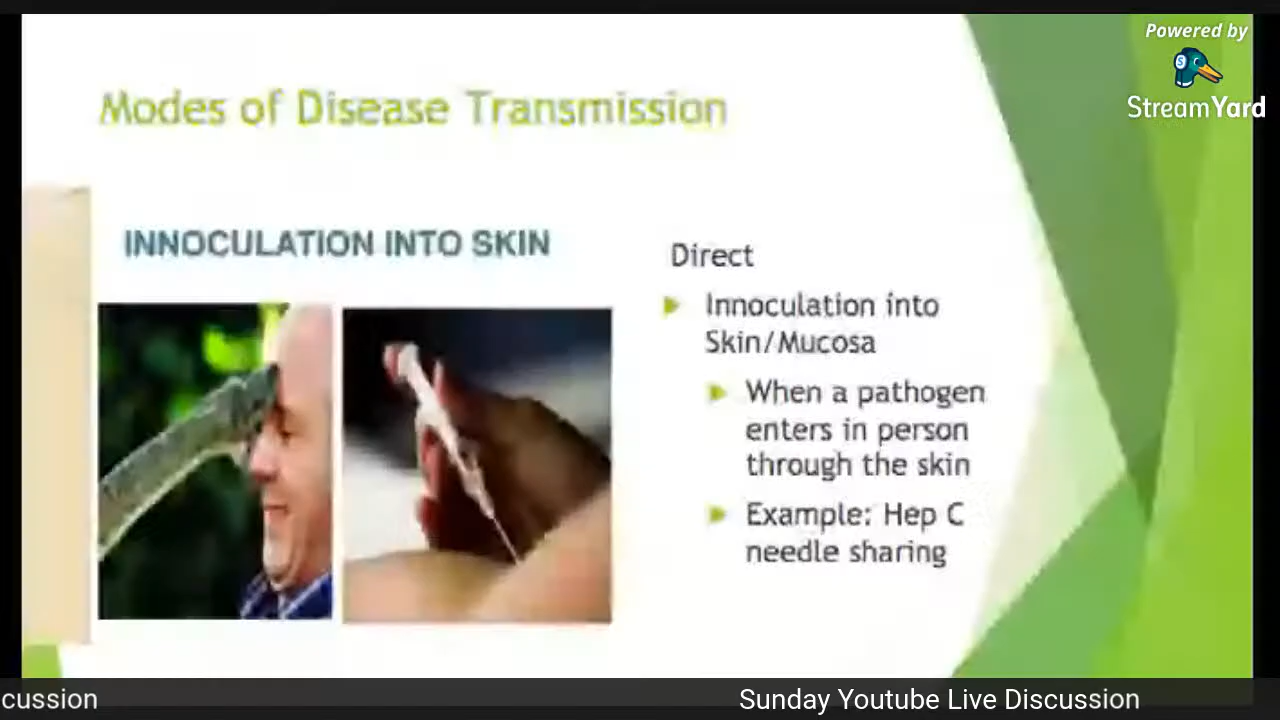 Powered by
StreamYard
Modes of Disease Transmission
INNOCULATION INTO SKIN
Direct
Innoculation into
Skin/Mucosa
When a pathogen
enters in person
through the skin
Example: Hep C
needle sharing
cussion
Sunday Youtube Live Discussion